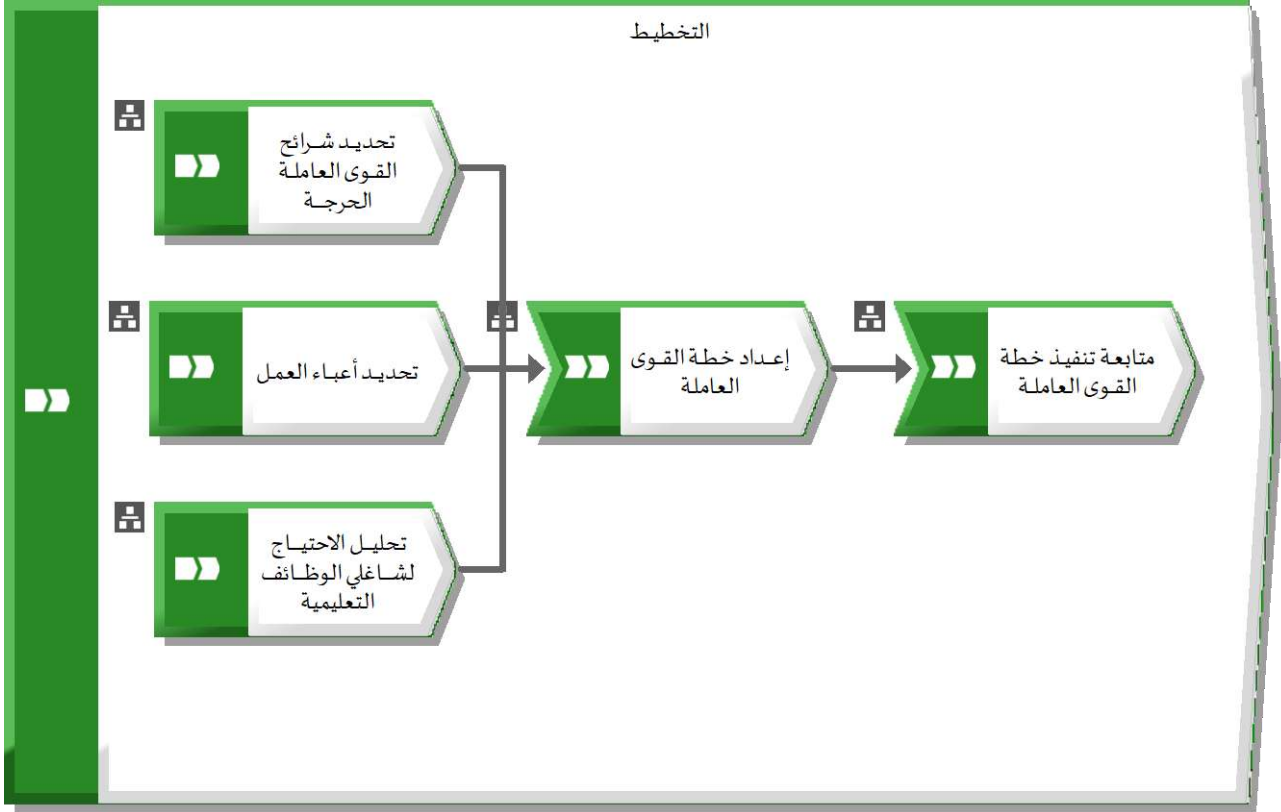 التخطيط
تحديد شرائح
القوى العاملة
الحرجة
تحديد أعباء العمل
إعداد خطة القوى
العاملة
متابعة تنفيذ خطة
القوى العاملة
تحليل الاحتياج
لشاغلي الوظائف
التعليمية